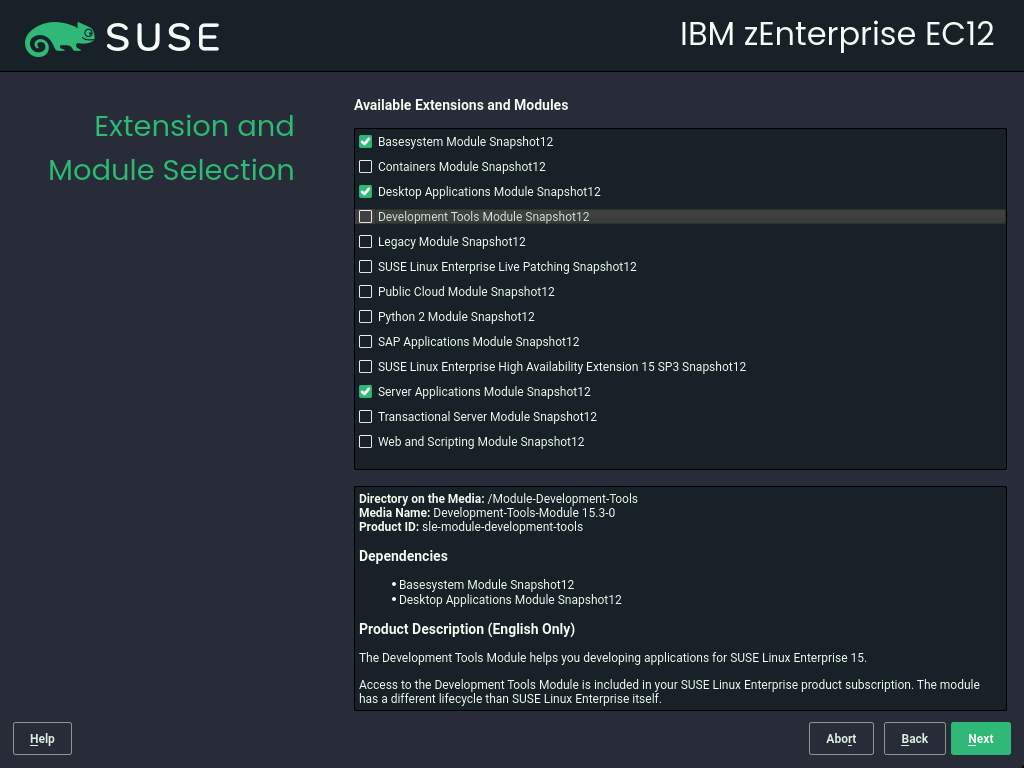 SUSE
IBM zEnterprise EC12
Extension and
Module Selection
Available Extensions and Modules
Basesystem Module Snapshot12
Containers Module Snapshot12
Desktop Applications Module Snapshot12
Development Tools Module Snapshot12
Legacy Module Snapshot12
SUSE Linux Enterprise Live Patching Snapshot12
Public Cloud Module Snapshot12
Python 2 Module Snapshot12
SAP Applications Module Snapshot12
SUSE Linux Enterprise High Availability Extension 15 SP3 Snapshot12
Server Applications Module Snapshot12
Transactional Server Module Snapshot12
Web and Scripting Module Snapshot12
Directory on the Media: /Module-Development-Tools
Media Name: Development-Tools-Module 15.3-0
Product ID: sle-module-development-tools
Dependencies
• Basesystem Module Snapshot12
• Desktop Applications Module Snapshot12
Product Description (English Only)
The Development Tools Module helps you developing applications for SUSE Linux Enterprise 15.
Access to the Development Tools Module is included in your SUSE Linux Enterprise product subscription. The module
has a different lifecycle than SUSE Linux Enterprise itself.
Help
Abort
Back
Next